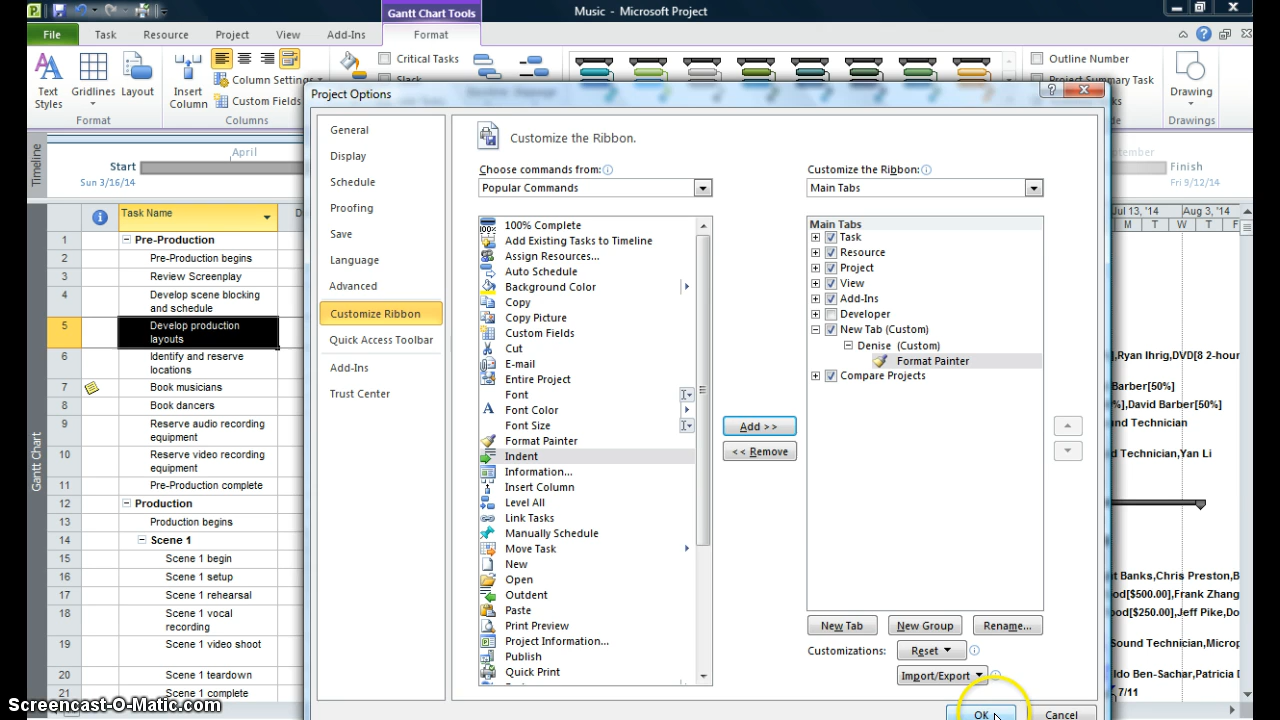 Gantt Chart Tools
Music - Microsoft Project
File
Task
Resource
Project
View
Add-Ins
Format
Text Styles
Gridlines
Layout
Format
Insert Column
Column Settings
Custom Fields
Columns
Critical Tasks
Slack
Outline Number
Project Summary Task
Drawing
Drawings
Timeline
April
Start
Sun 3/16/14
Finish
Fri 9/12/14
Gantt Chart
Task Name
Jul 13, '14
Aug 3, '14
M T W T F
1 Pre-Production
2 Pre-Production begins
3 Review Screenplay
4 Develop scene blocking
and schedule
5 Develop production
layouts
6 Identify and reserve
locations
7 Book musicians
8 Book dancers
9 Reserve audio recording
equipment
10 Reserve video recording
equipment
11 Pre-Production complete
12 Production
13 Production begins
14 Scene 1
15 Scene 1 begin
16 Scene 1 setup
17 Scene 1 rehearsal
18 Scene 1 vocal
recording
19 Scene 1 video shoot
20 Scene 1 teardown
21 Scene 1 complete
Project Options
General
Display
Schedule
Proofing
Save
Language
Advanced
Customize Ribbon
Quick Access Toolbar
Add-Ins
Trust Center
Customize the Ribbon.
Choose commands from:
Popular Commands
100% Complete
Add Existing Tasks to Timeline
Assign Resources...
Auto Schedule
Background Color
Copy
Copy Picture
Custom Fields
Cut
E-mail
Entire Project
Font
Font Color
Font Size
Format Painter
Indent
Information...
Insert Column
Level All
Link Tasks
Manually Schedule
Move Task
New
Open
Outdent
Paste
Print Preview
Project Information...
Publish
Quick Print
Add >>
<< Remove
Customize the Ribbon:
Main Tabs
Main Tabs
Task
Resource
Project
View
Add-Ins
Developer
New Tab (Custom)
Denise (Custom)
Format Painter
Compare Projects
New Tab
New Group
Rename...
Customizations:
Reset
Import/Export
OK
Cancel
,Ryan Ihrig,DVD[8 2-hour
Barber[50%]
],David Barber[50%]
und Technician
d Technician,Yan Li
t Banks,Chris Preston,B
od[$500.00],Frank Zhang
od[$250.00],Jeff Pike,Do
Sound Technician,Microp
ldo Ben-Sachar,Patricia D
7/11
Screencast-O-Matic.com